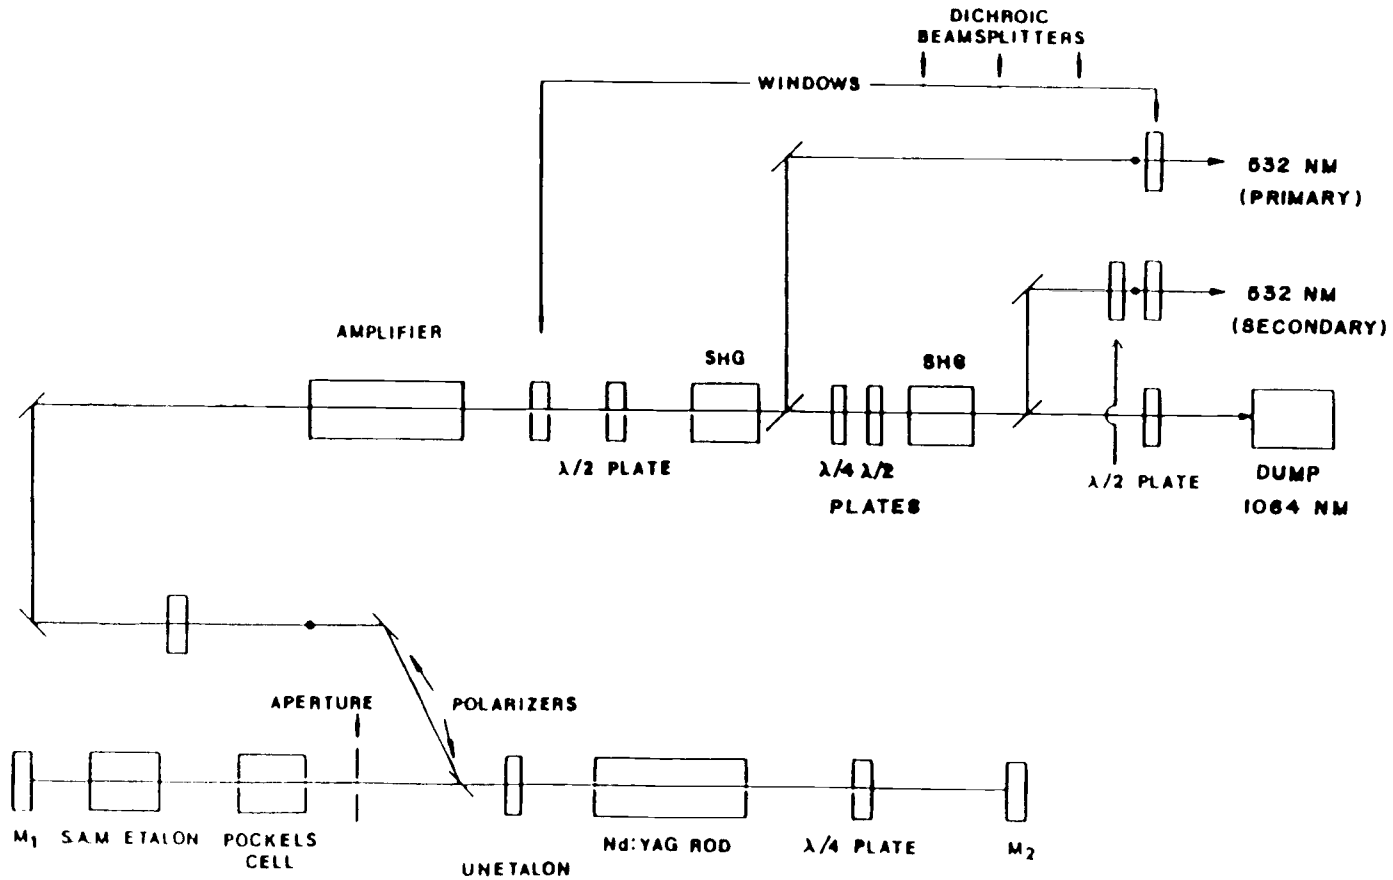 DICHROIC
BEAMSPLITTERS
WINDOWS
532 NM
(PRIMARY)
532 NM
(SECONDARY)
AMPLIFIER
SHG
SHG
λ/2 PLATE
λ/4 λ/2
PLATES
λ/2 PLATE
DUMP
1064 NM
APERTURE
POLARIZERS
M1
S.A.M ETALON
POCKELS
CELL
UNETALON
Nd:YAG ROD
λ/4 PLATE
M2